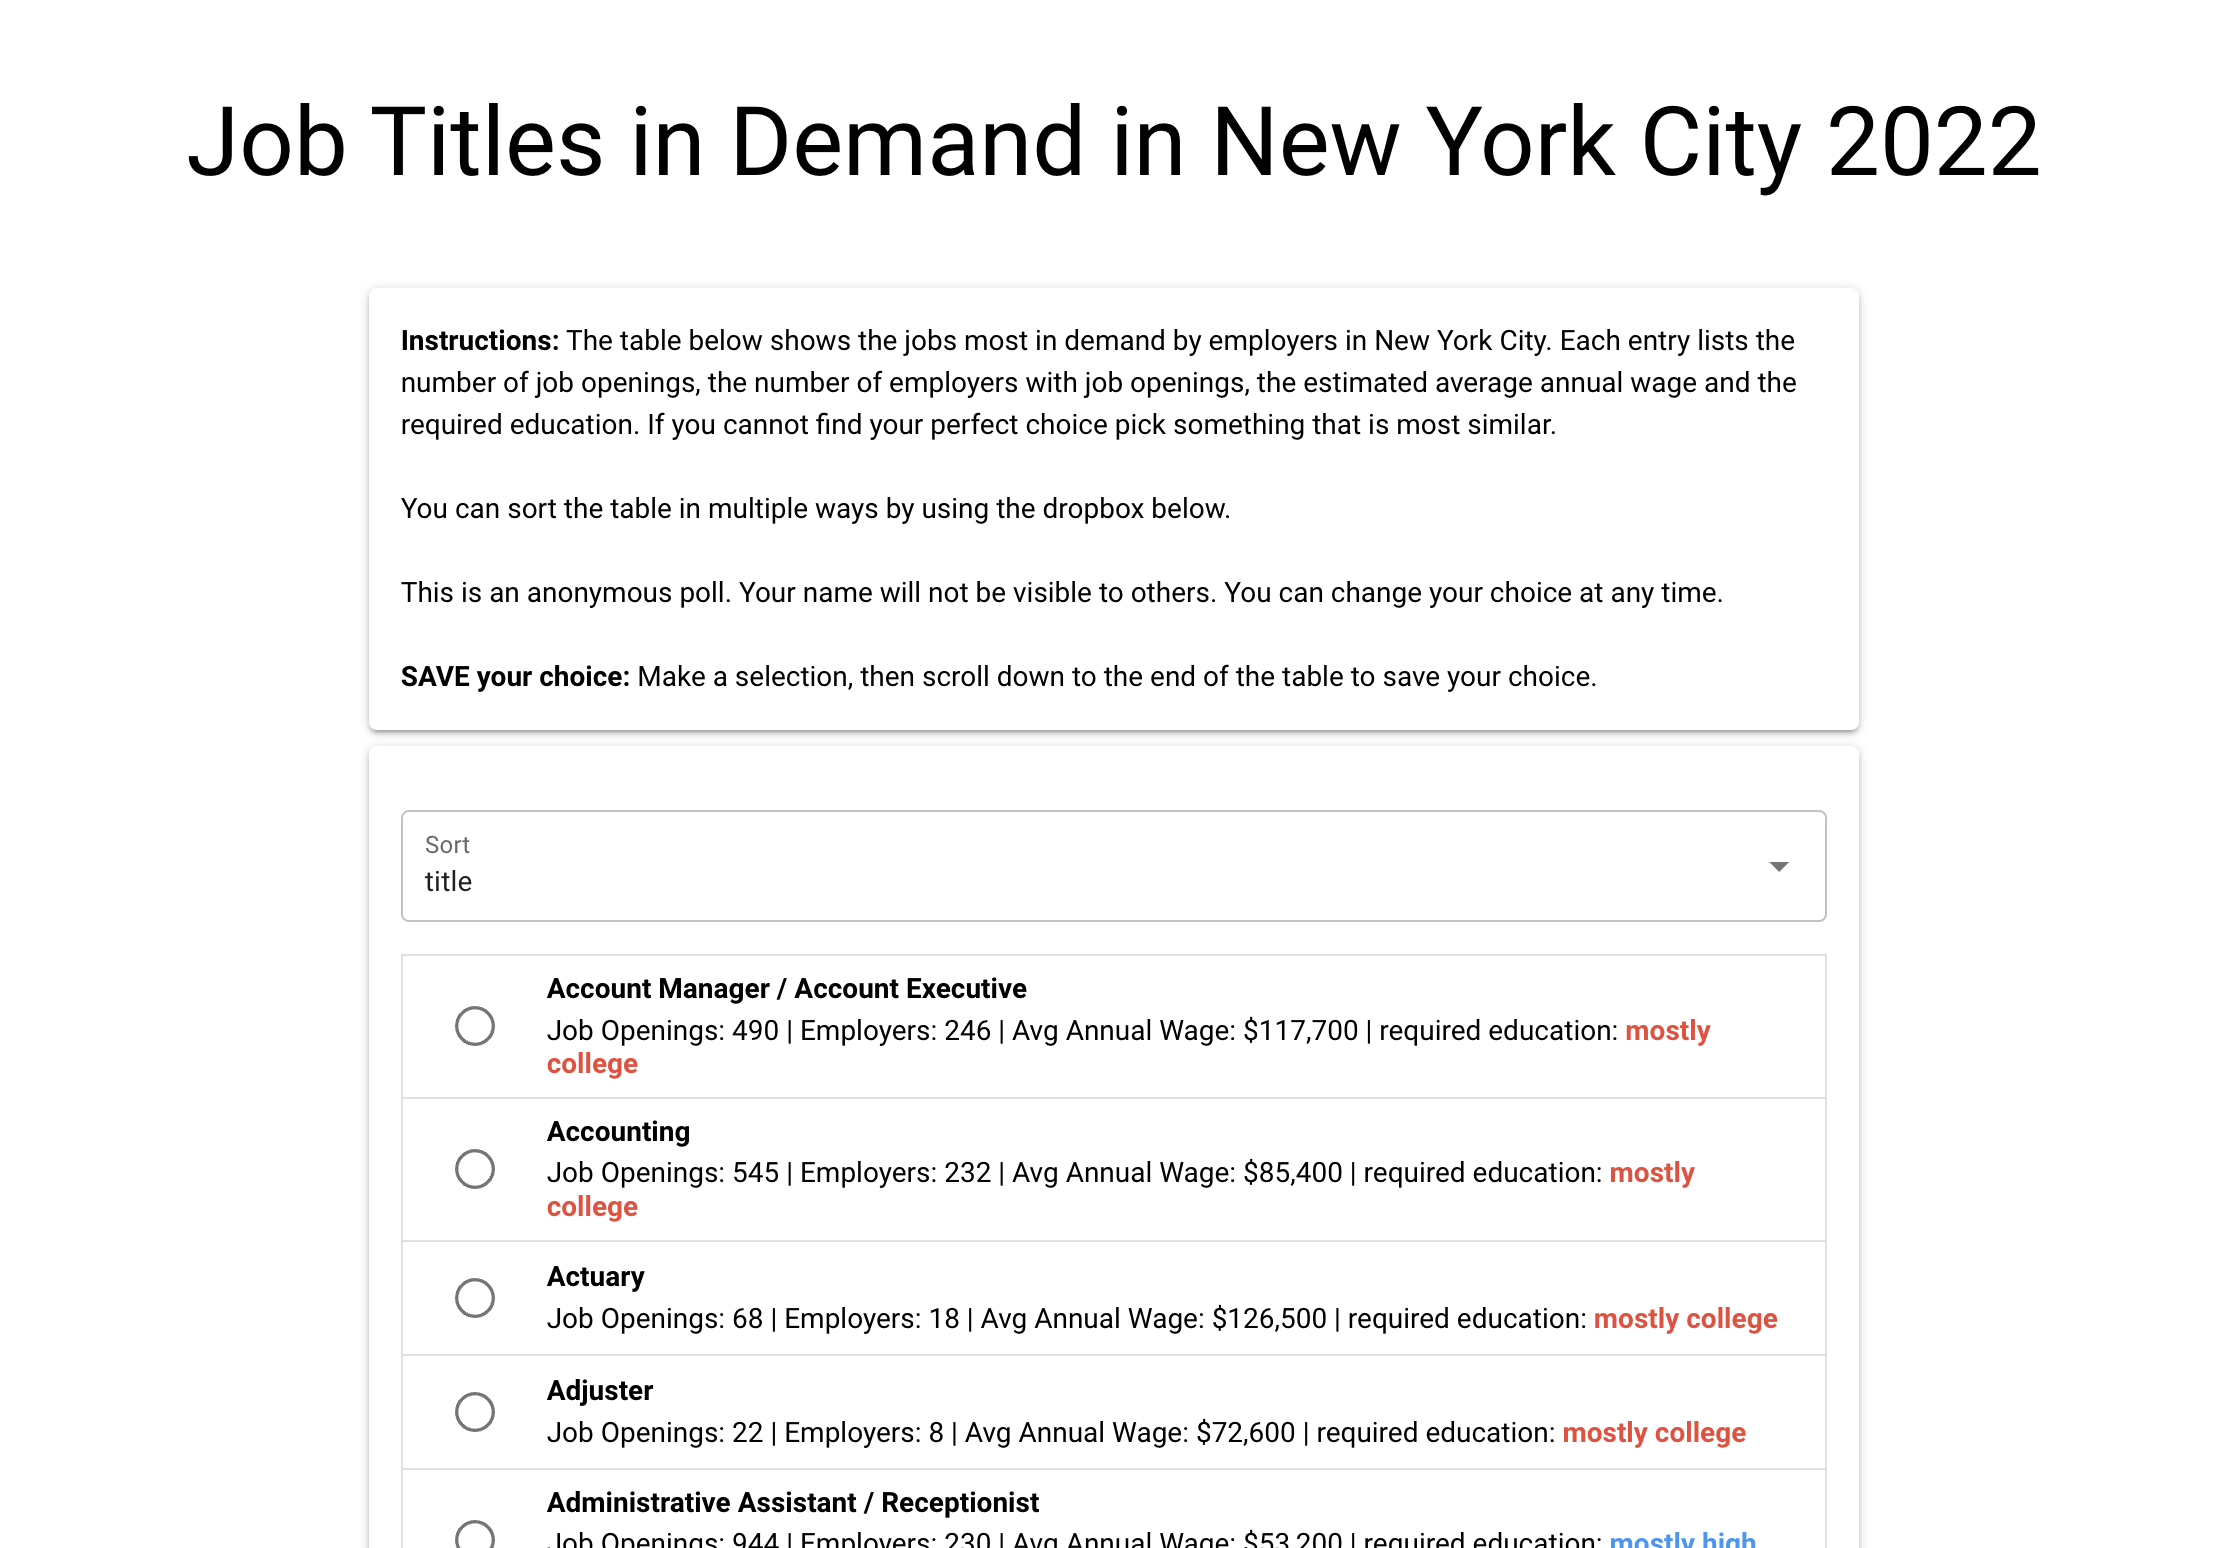 Job Titles in Demand in New York City 2022
Instructions: The table below shows the jobs most in demand by employers in New York City. Each entry lists the
number of job openings, the number of employers with job openings, the estimated average annual wage and the
required education. If you cannot find your perfect choice pick something that is most similar.
You can sort the table in multiple ways by using the dropbox below.
This is an anonymous poll. Your name will not be visible to others. You can change your choice at any time.
SAVE your choice: Make a selection, then scroll down to the end of the table to save your choice.
Sort
title
Account Manager / Account Executive
Job Openings: 490 | Employers: 246 | Avg Annual Wage: $117,700 | required education: mostly
college
Accounting
Job Openings: 545 | Employers: 232 | Avg Annual Wage: $85,400 | required education: mostly
college
Actuary
Job Openings: 68 | Employers: 18 | Avg Annual Wage: $126,500 | required education: mostly college
Adjuster
Job Openings: 22 | Employers: 8 | Avg Annual Wage: $72,600 | required education: mostly college
Administrative Assistant / Receptionist
Job Openings: 944 | Employers: 230 | Avg Annual Wage: $53,200 | required education: mostly high